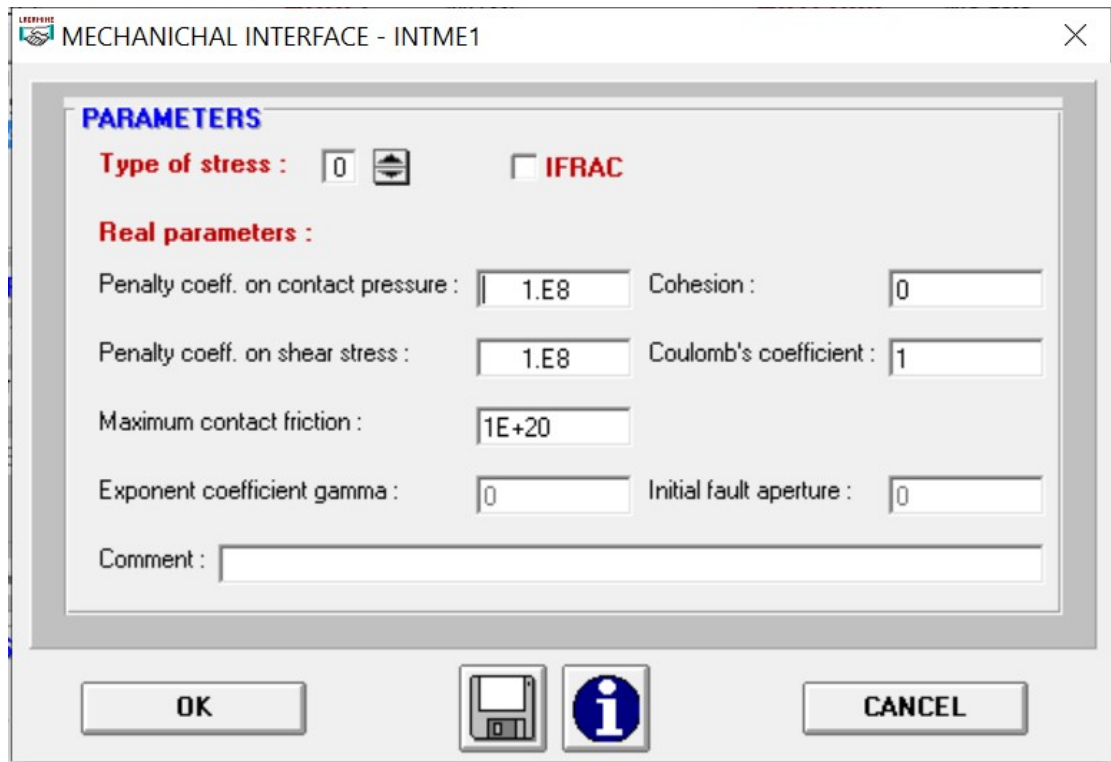 LAGAMINE
MECHANICHAL INTERFACE - INTME1
PARAMETERS
Type of stress : 0 IFRAC
Real parameters :
Penalty coeff. on contact pressure : 1.E8 Cohesion : 0
Penalty coeff. on shear stress : 1.E8 Coulomb's coefficient : 1
Maximum contact friction : 1E+20
Exponent coefficient gamma : 0 Initial fault aperture : 0
Comment :
OK CANCEL